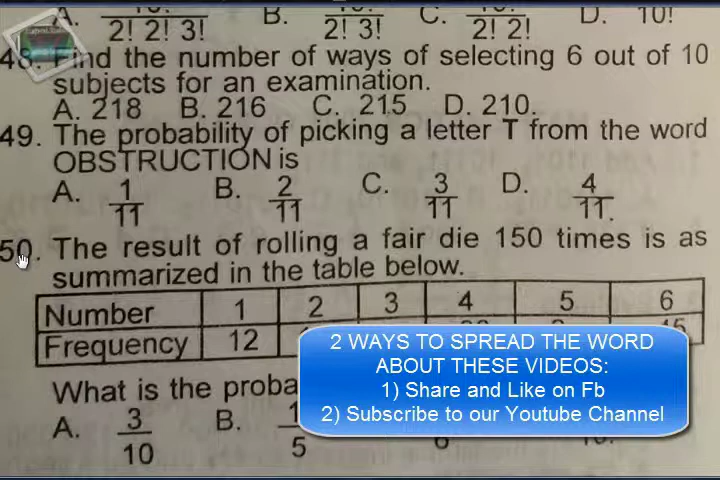 A. 2! 2! 3! B. 2! 3! C. 2! 2! D. 10!
48. Find the number of ways of selecting 6 out of 10
subjects for an examination.
A. 218 B. 216 C. 215 D. 210.
49. The probability of picking a letter T from the word
OBSTRUCTION is
A. 1/11 B. 2/11 C. 3/11 D. 4/11.
50. The result of rolling a fair die 150 times is as
summarized in the table below.
Number 1 2 3 4 5 6
Frequency 12
2 WAYS TO SPREAD THE WORD
ABOUT THESE VIDEOS:
1) Share and Like on Fb
2) Subscribe to our Youtube Channel
What is the
A. 3/10 B. 1/5